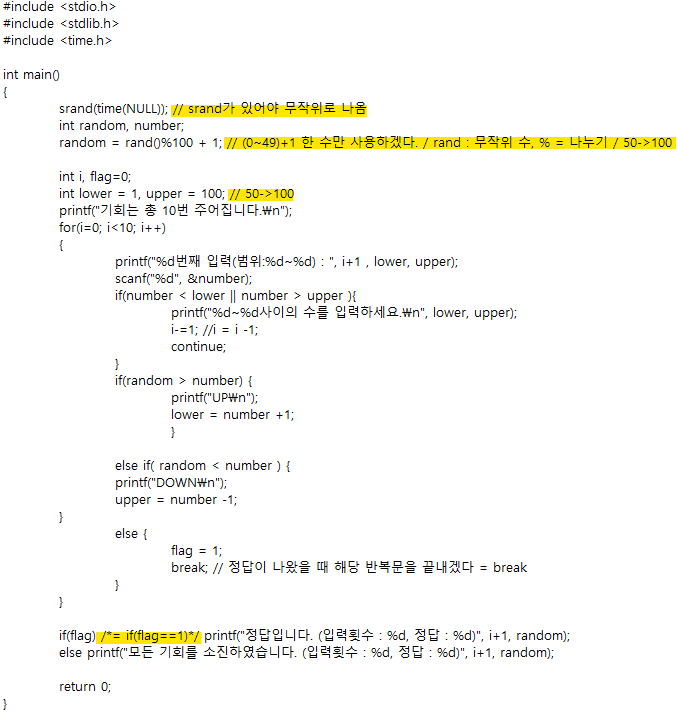 #include <stdio.h>
#include <stdlib.h>
#include <time.h>

int main()
{
srand(time(NULL)); // srand가 있어야 무작위로 나옴
int random, number;
random = rand()%100 + 1; // (0~49)+1 한 수만 사용하겠다. / rand : 무작위 수, % = 나누기 / 50->100

int i, flag=0;
int lower = 1, upper = 100; // 50->100
printf("기회는 총 10번 주어집니다.₩n");
for(i=0; i<10; i++)
{
printf("%d번째 입력(범위:%d~%d) : ", i+1 , lower, upper);
scanf("%d", &number);
if(number < lower || number > upper ){
printf("%d~%d사이의 수를 입력하세요.₩n", lower, upper);
i-=1; //i = i -1;
continue;
}
if(random > number) {
printf("UP₩n");
lower = number +1;
}

else if( random < number ) {
printf("DOWN₩n");
upper = number -1;
}
else {
flag = 1;
break; // 정답이 나왔을 때 해당 반복문을 끝내겠다 = break
}
}

if(flag) /*= if(flag==1)*/ printf("정답입니다. (입력횟수 : %d, 정답 : %d)", i+1, random);
else printf("모든 기회를 소진하였습니다. (입력횟수 : %d, 정답 : %d)", i+1, random);

return 0;
}